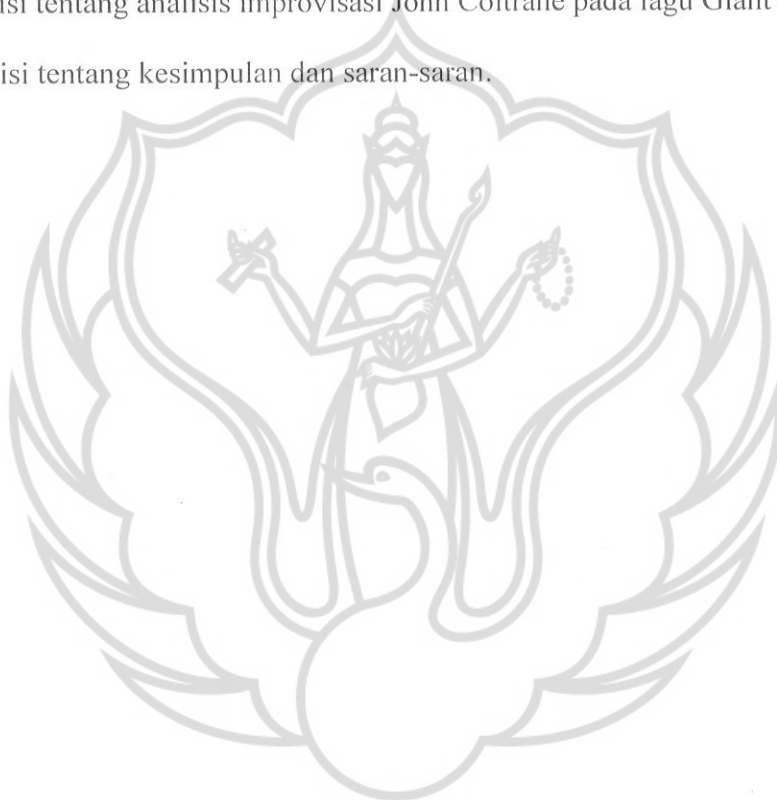 isi tentang analisis improvisasi John Coltrane pada lagu Giant
isi tentang kesimpulan dan saran-saran.